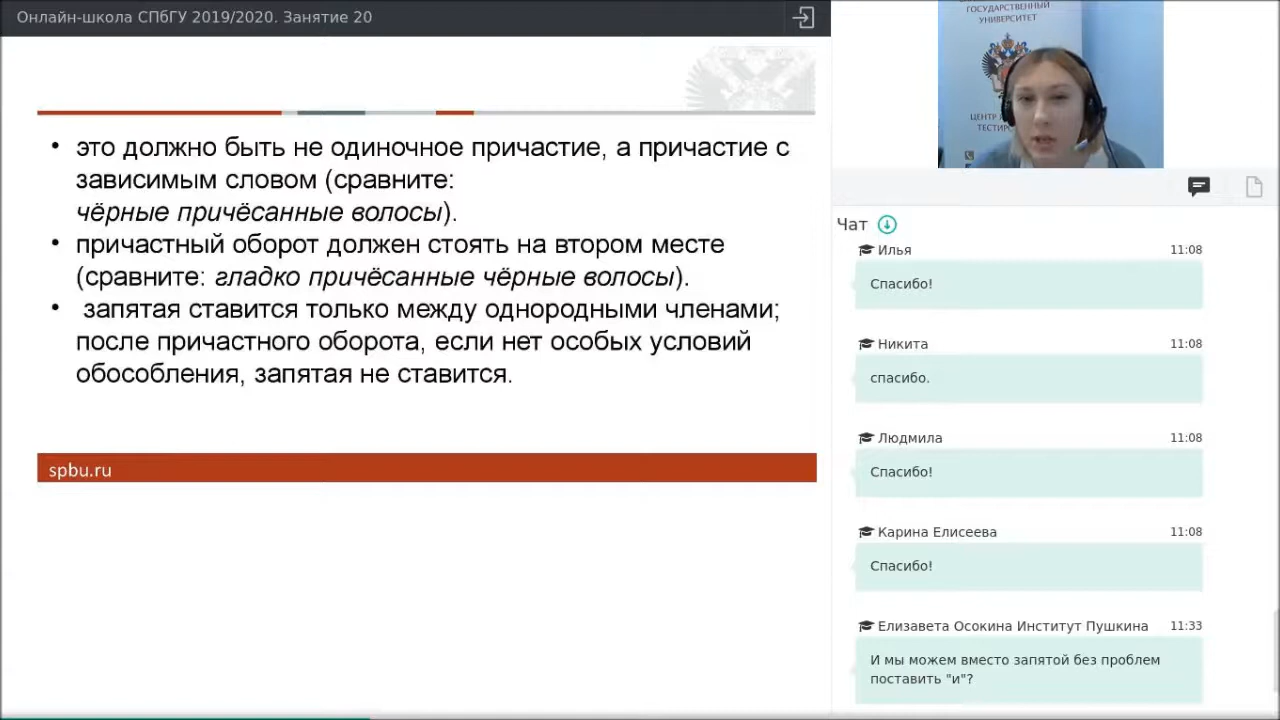 Онлайн-школа СПбГУ 2019/2020. Занятие 20
• это должно быть не одиночное причастие, а причастие с
зависимым словом (сравните:
чёрные причёсанные волосы).
• причастный оборот должен стоять на втором месте
(сравните: гладко причёсанные чёрные волосы).
• запятая ставится только между однородными членами;
после причастного оборота, если нет особых условий
обособления, запятая не ставится.
spbu.ru
ГОСУДАРСТВЕННЫЙ
УНИВЕРСИТЕТ
ЦЕНТР
Чат
Илья 11:08
Спасибо!
Никита 11:08
спасибо.
Людмила 11:08
Спасибо!
Карина Елисеева 11:08
Спасибо!
Елизавета Осокина Институт Пушкина 11:33
И мы можем вместо запятой без проблем
поставить "и"?